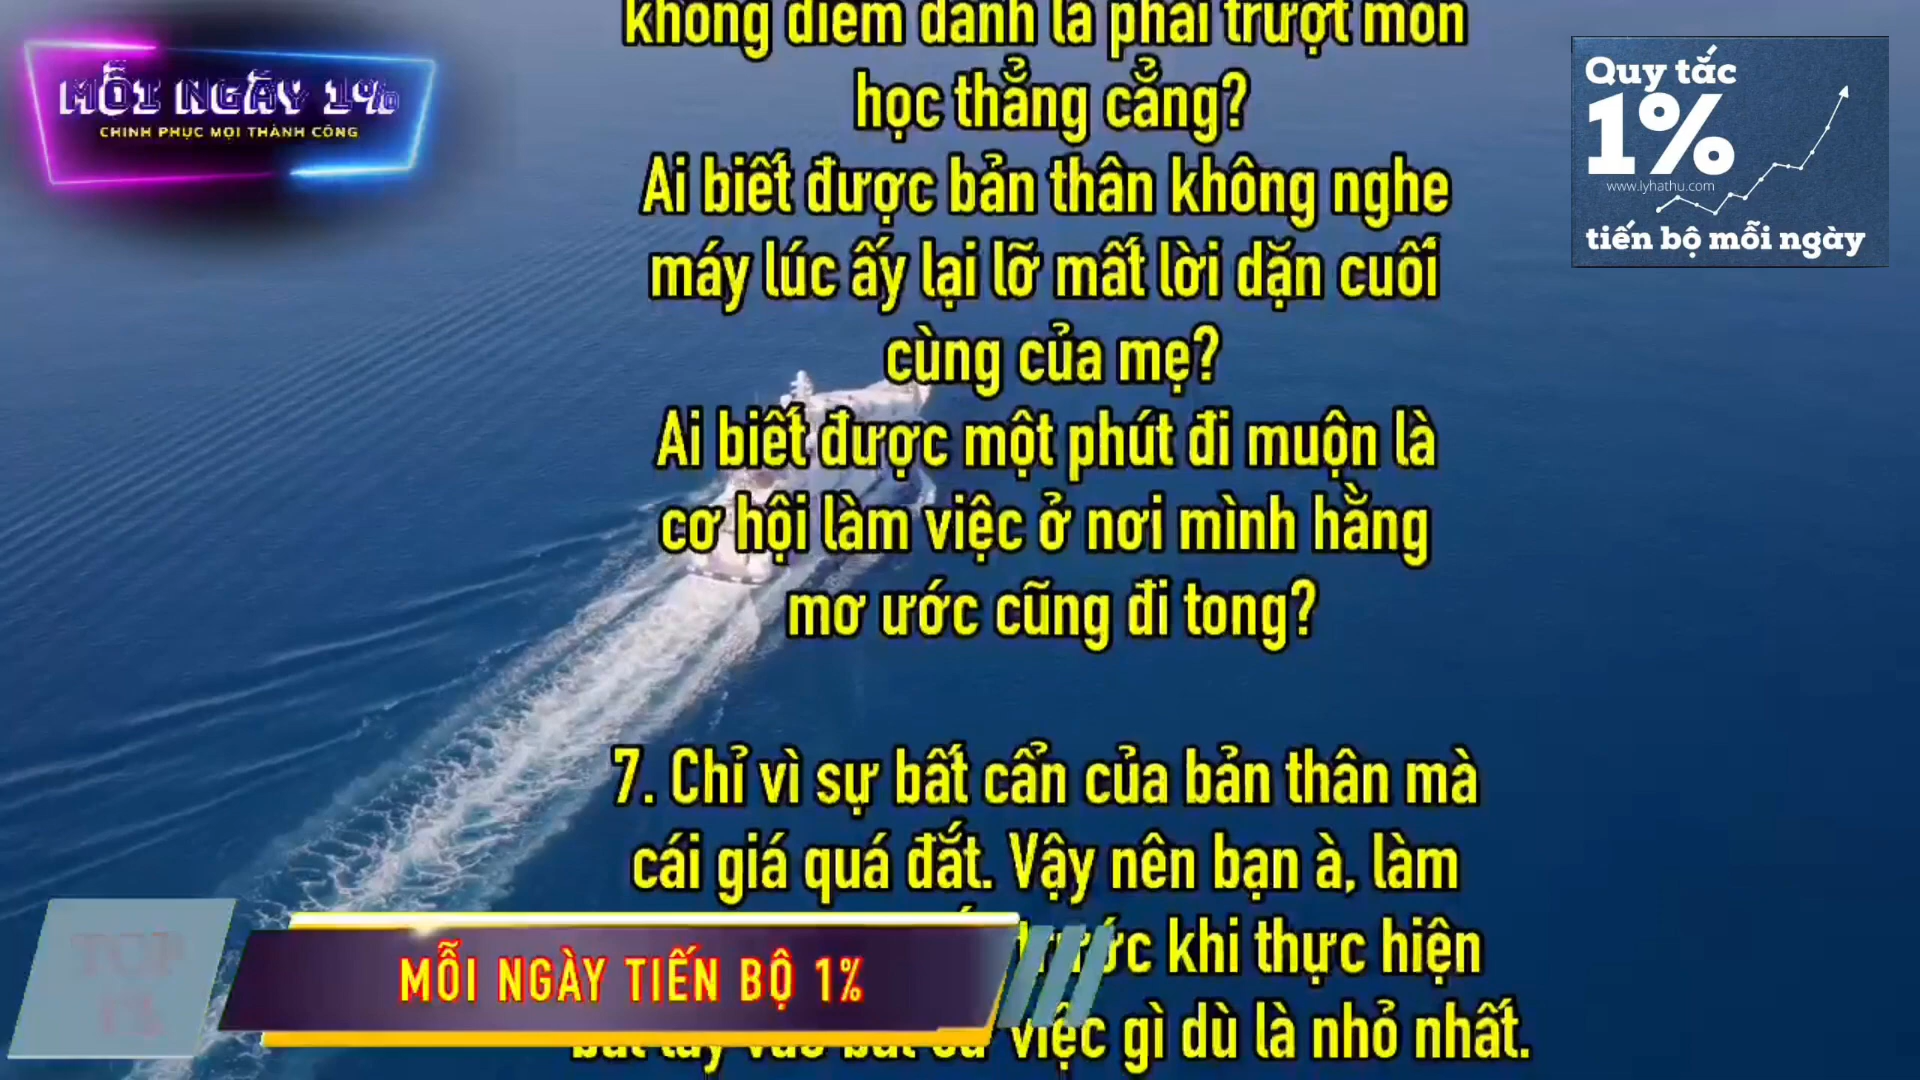 MỖI NGÀY 1%
CHINH PHỤC MỌI THÀNH CÔNG
Quy tắc
1%
www.lyhathu.com
tiến bộ mỗi ngày
không điểm danh là phải trượt môn
học thẳng cẳng?
Ai biết được bản thân không nghe
máy lúc ấy lại lỡ mất lời dặn cuối
cùng của mẹ?
Ai biết được một phút đi muộn là
cơ hội làm việc ở nơi mình hằng
mơ ước cũng đi tong?
7. Chỉ vì sự bất cẩn của bản thân mà
cái giá quá đắt. Vậy nên bạn à, làm
trước khi thực hiện
việc gì dù là nhỏ nhất.
MỖI NGÀY TIẾN BỘ 1%
TOP